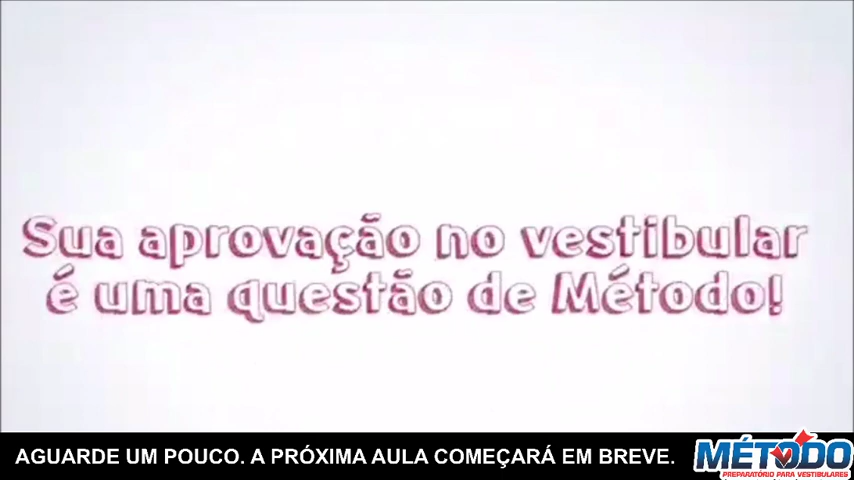 Sua aprovação no vestibular
é uma questão de Método!
AGUARDE UM POUCO. A PRÓXIMA AULA COMEÇARÁ EM BREVE.
MÉTODO
PREPARATÓRIO PARA VESTIBULARES